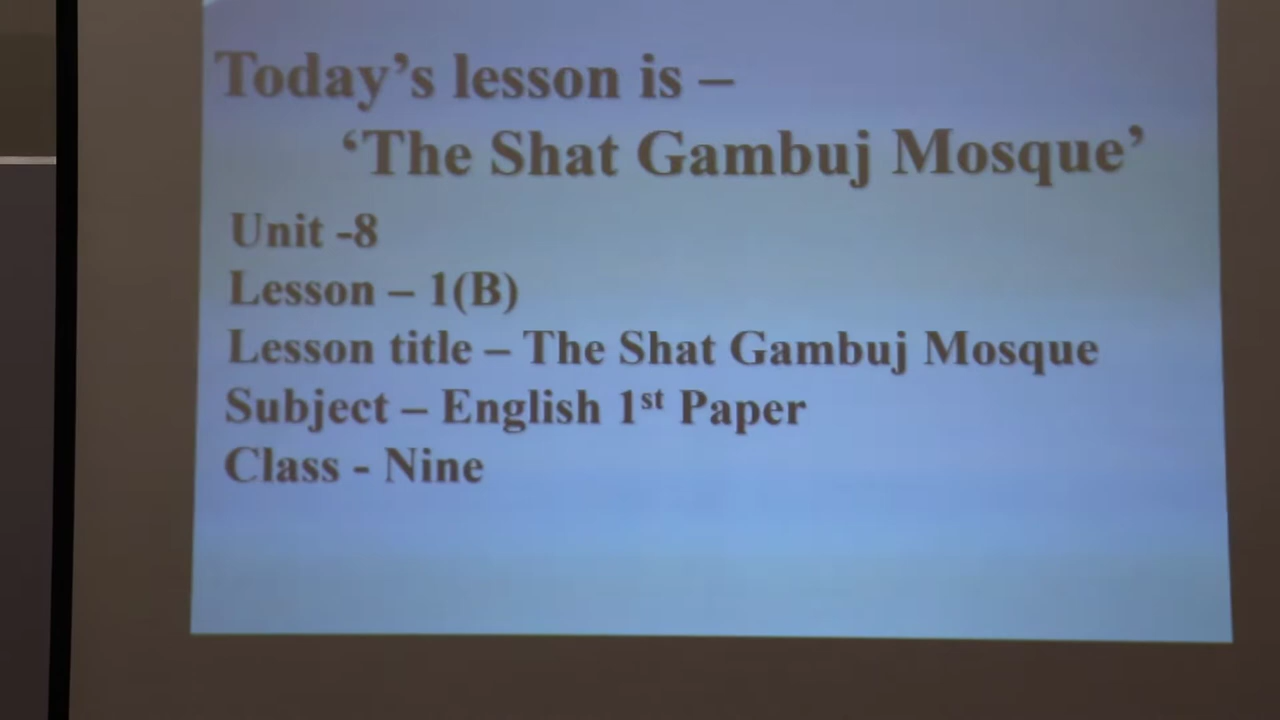 Today’s lesson is –
‘The Shat Gambuj Mosque’
Unit -8
Lesson – 1(B)
Lesson title – The Shat Gambuj Mosque
Subject – English 1st Paper
Class - Nine